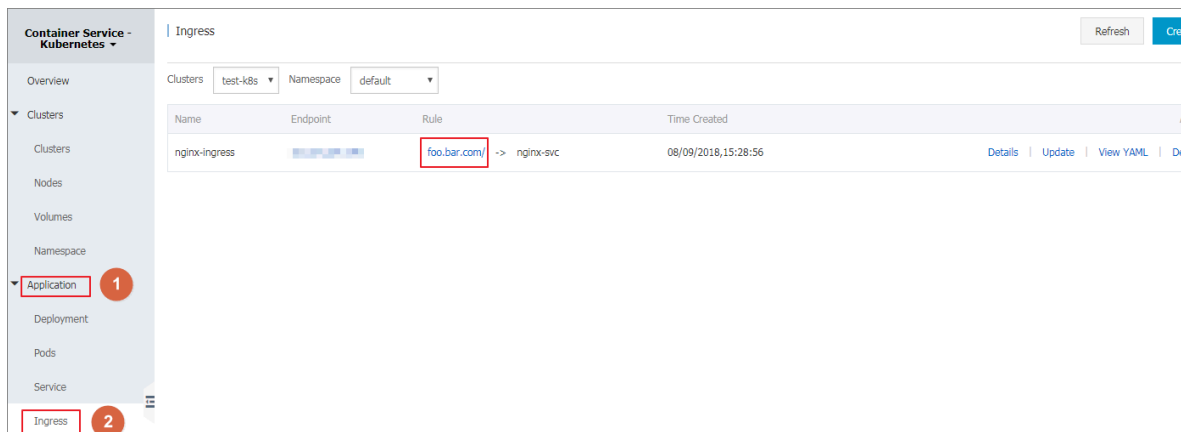 Container Service -
Kubernetes
Ingress
Refresh
Overview
Clusters test-k8s Namespace default
Clusters
Name Endpoint Rule Time Created
Clusters
nginx-ingress foo.bar.com/ -> nginx-svc 08/09/2018,15:28:56 Details Update View YAML
Nodes
Volumes
Namespace
Application 1
Deployment
Pods
Service
Ingress 2